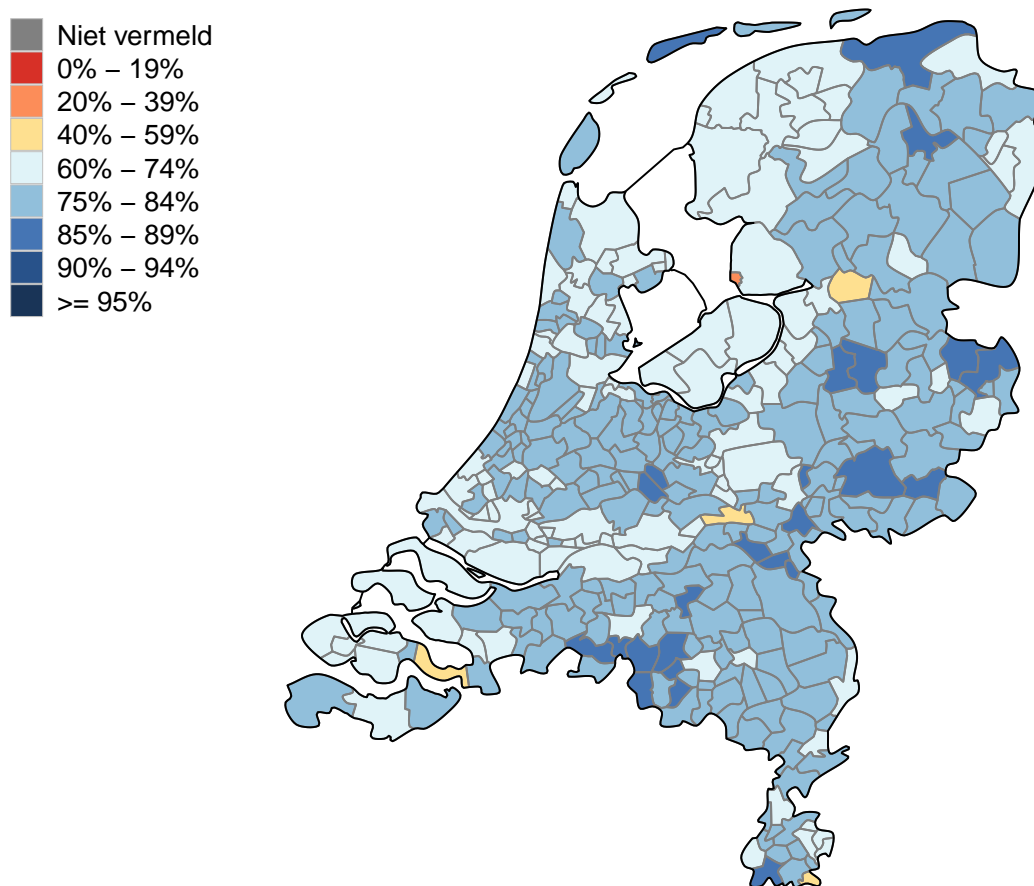 Niet vermeld
0% – 19%
20% – 39%
40% – 59%
60% – 74%
75% – 84%
85% – 89%
90% – 94%
>= 95%